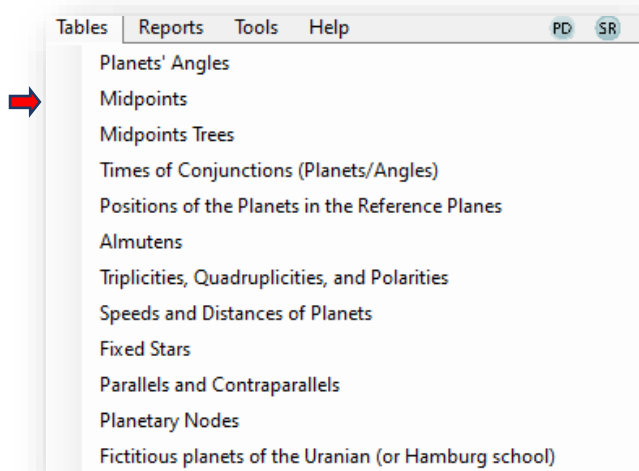 Tables Reports Tools Help PD SR
Planets' Angles
Midpoints
Midpoints Trees
Times of Conjunctions (Planets/Angles)
Positions of the Planets in the Reference Planes
Almutens
Triplicities, Quadruplicities, and Polarities
Speeds and Distances of Planets
Fixed Stars
Parallels and Contraparallels
Planetary Nodes
Fictitious planets of the Uranian (or Hamburg school)